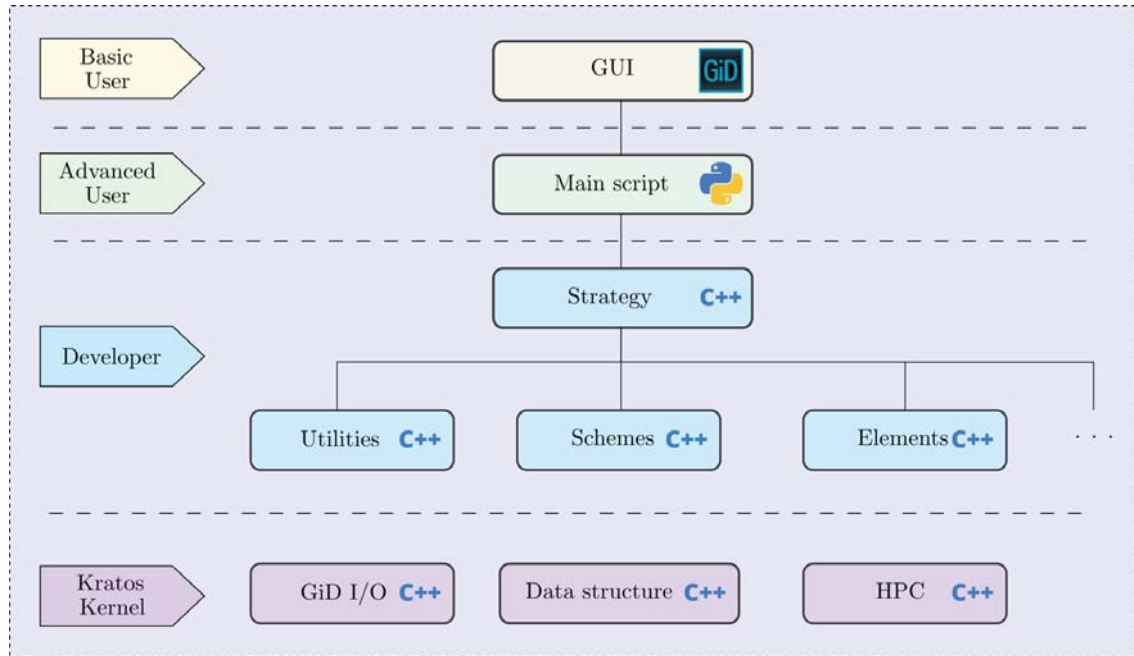 Basic
User
GUI
GiD
Advanced
User
Main script
Strategy C++
Developer
Utilities C++
Schemes C++
Elements C++
. . .
Kratos
Kernel
GiD I/O C++
Data structure C++
HPC C++